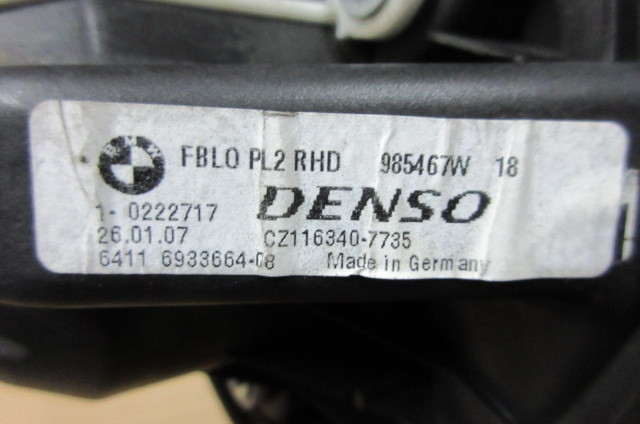 BMW FBLO PL2 RHD 985467W 18
1- 0222717 DENSO
26.01.07 CZ116340-7735
6411 6933664-08 Made in Germany